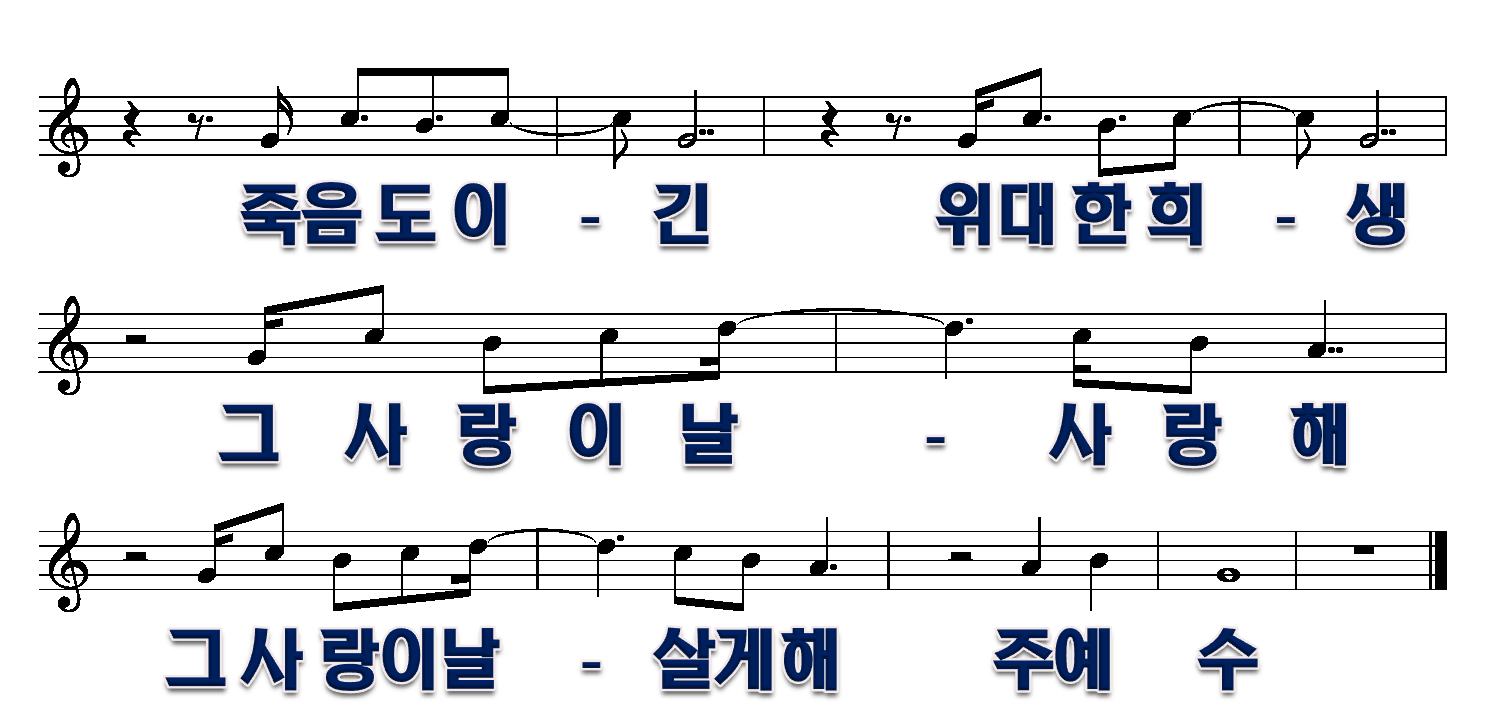 죽음도이 - 긴 위대한희 - 생
그 사 랑 이 날 - 사 랑 해
그사랑이날 - 살게해 주예 수